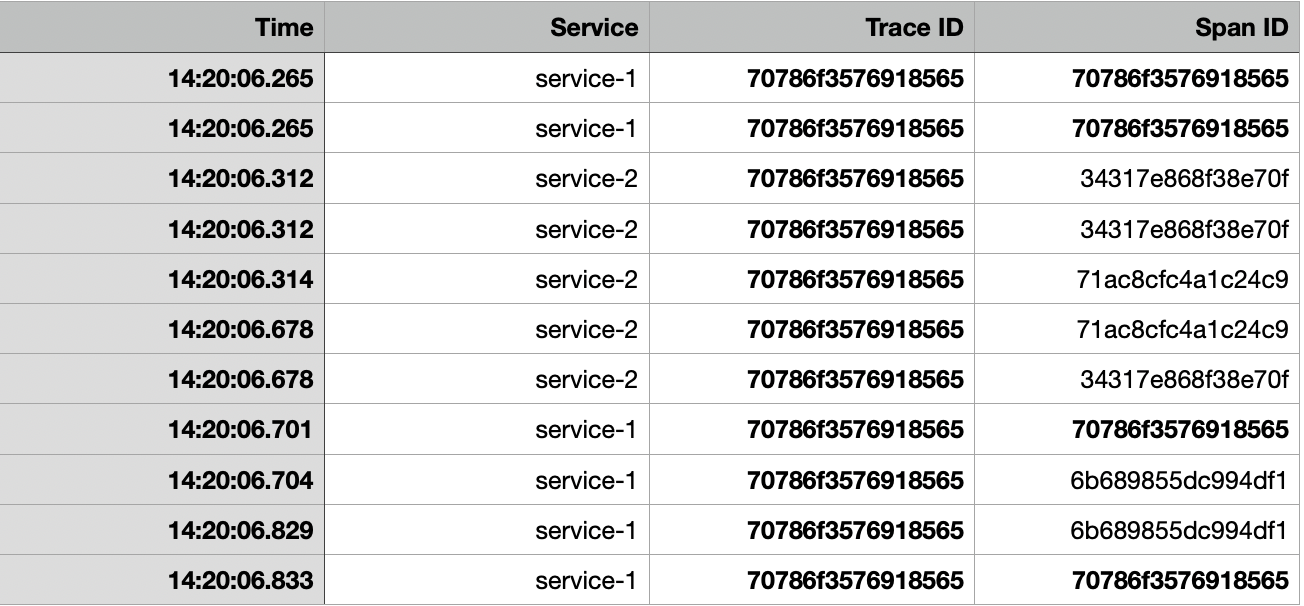 Time Service Trace ID Span ID
14:20:06.265 service-1 70786f3576918565 70786f3576918565
14:20:06.265 service-1 70786f3576918565 70786f3576918565
14:20:06.312 service-2 70786f3576918565 34317e868f38e70f
14:20:06.312 service-2 70786f3576918565 34317e868f38e70f
14:20:06.314 service-2 70786f3576918565 71ac8cfc4a1c24c9
14:20:06.678 service-2 70786f3576918565 71ac8cfc4a1c24c9
14:20:06.678 service-2 70786f3576918565 34317e868f38e70f
14:20:06.701 service-1 70786f3576918565 70786f3576918565
14:20:06.704 service-1 70786f3576918565 6b689855dc994df1
14:20:06.829 service-1 70786f3576918565 6b689855dc994df1
14:20:06.833 service-1 70786f3576918565 70786f3576918565